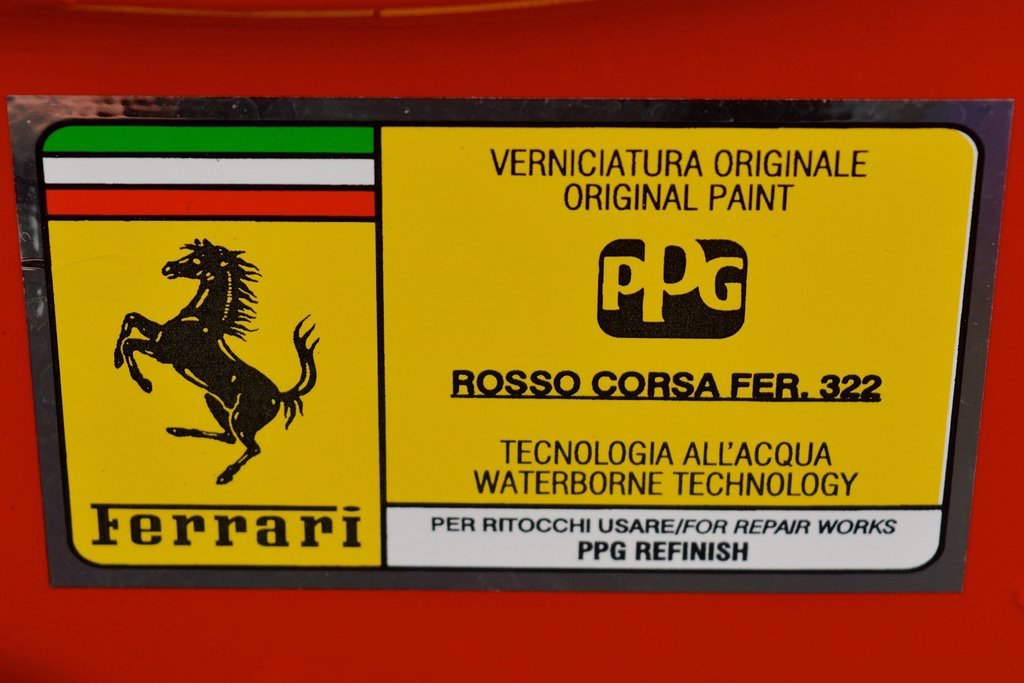 Ferrari
VERNICIATURA ORIGINALE
ORIGINAL PAINT
PPG
ROSSO CORSA FER. 322
TECNOLOGIA ALL'ACQUA
WATERBORNE TECHNOLOGY
PER RITOCCHI USARE/FOR REPAIR WORKS
PPG REFINISH